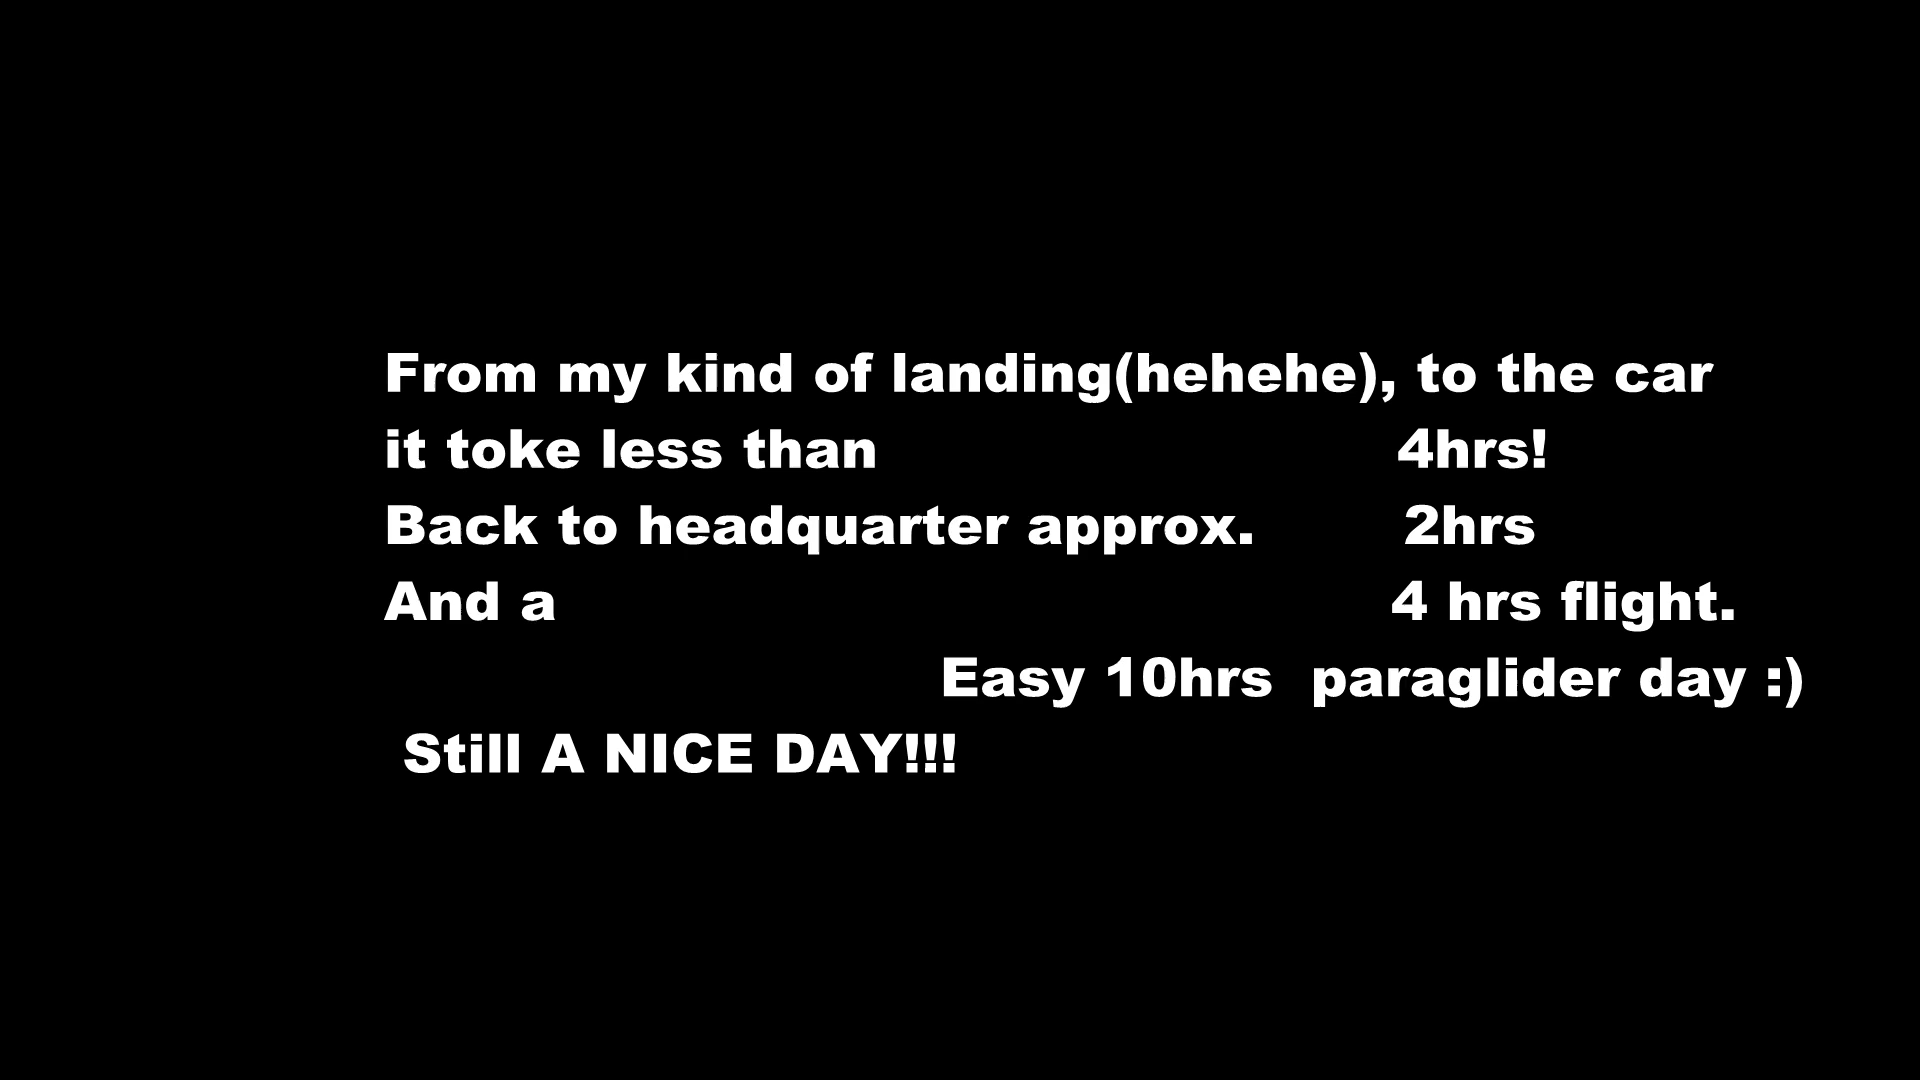 From my kind of landing(hehehe), to the car
it toke less than 4hrs!
Back to headquarter approx. 2hrs
And a 4 hrs flight.
Easy 10hrs paraglider day :)
Still A NICE DAY!!!